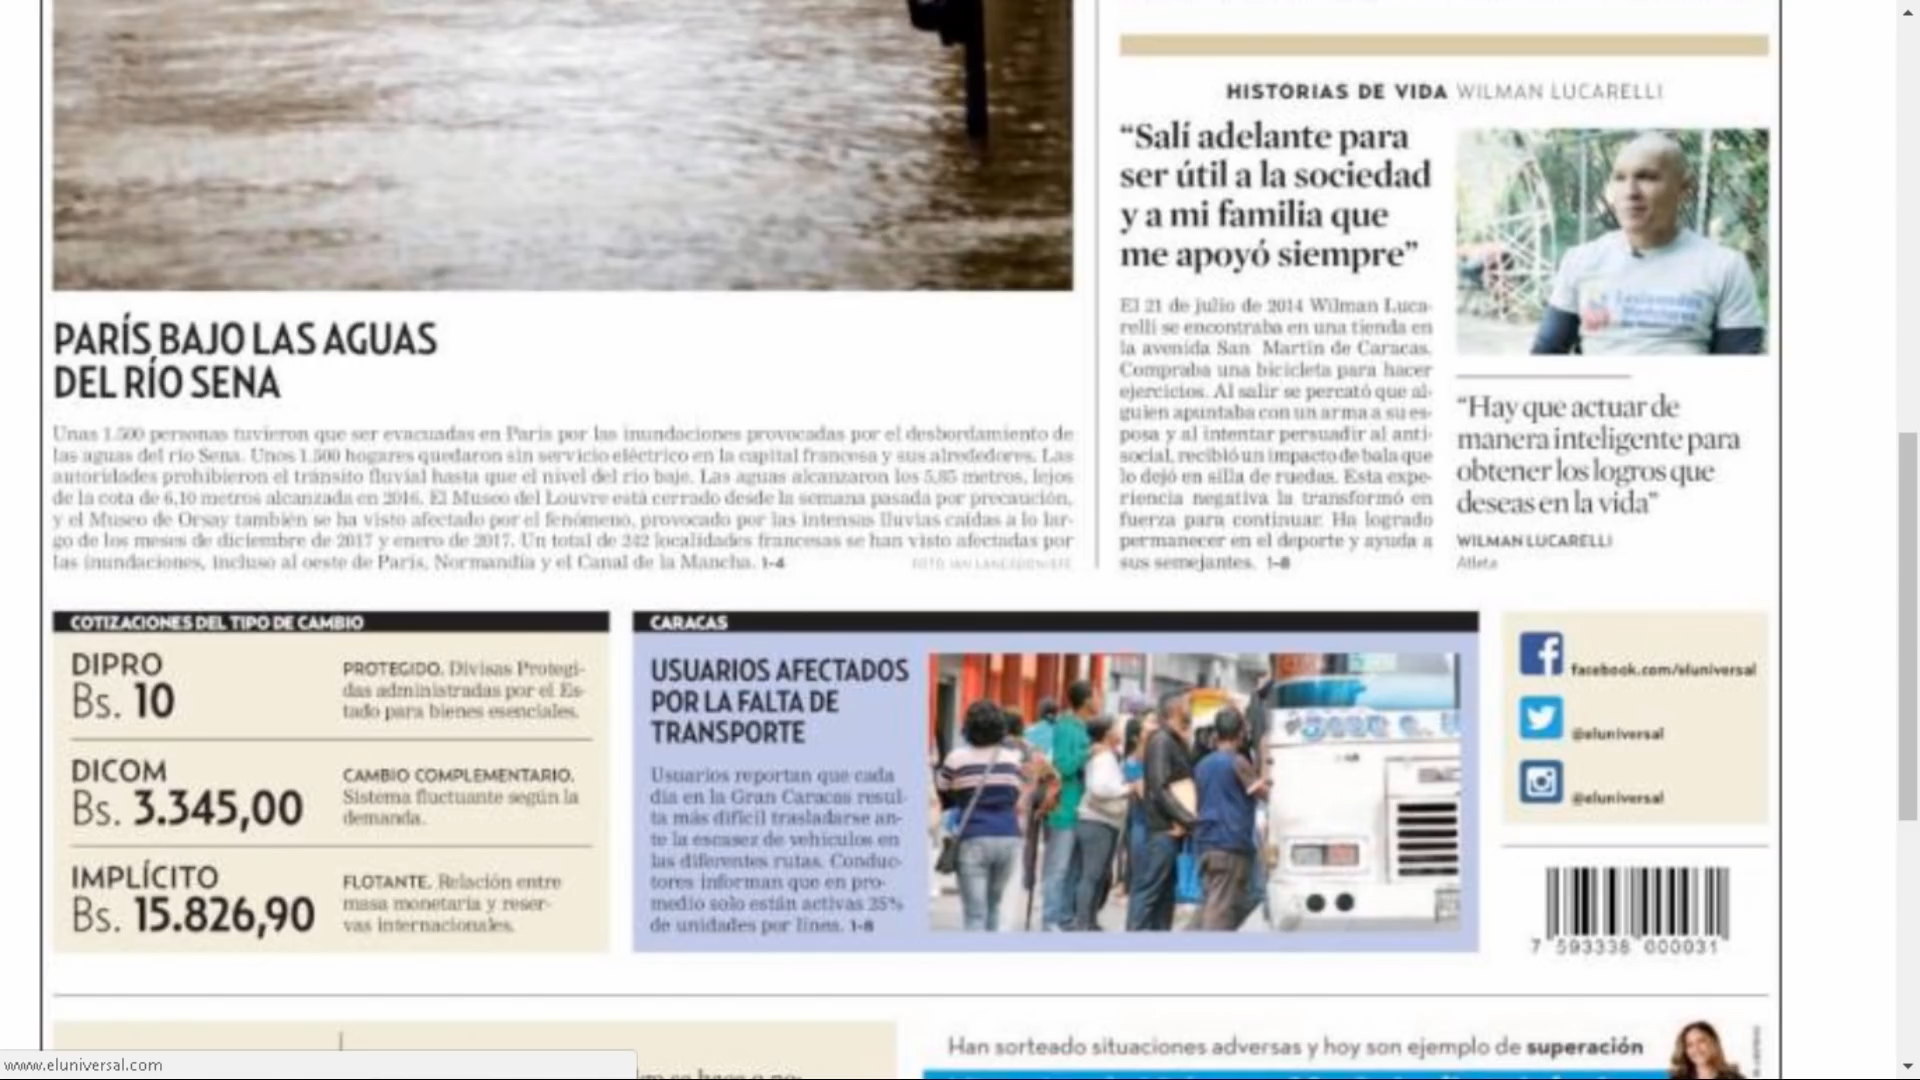 HISTORIAS DE VIDA WILMAN LUCARELLI
“Salí adelante para
ser útil a la sociedad
y a mi familia que
me apoyó siempre”
El 21 de julio de 2014 Wilman Luca-
relli se encontraba en una tienda en
la avenida San Martín de Caracas.
Compraba una bicicleta para hacer
ejercicios. Al salir se percató que al-
guien apuntaba con un arma a su es-
posa y al intentar persuadir al anti-
social, recibió un impacto de bala que
lo dejó en silla de ruedas. Esta expe-
riencia negativa la transformó en
fuerza para continuar. Ha logrado
permanecer en el deporte y ayuda a
sus semejantes. 1-8
“Hay que actuar de
manera inteligente para
obtener los logros que
deseas en la vida”
WILMAN LUCARELLI
Atleta
PARÍS BAJO LAS AGUAS
DEL RÍO SENA
Unas 1.500 personas tuvieron que ser evacuadas en París por las inundaciones provocadas por el desbordamiento de
las aguas del río Sena. Unos 1.500 hogares quedaron sin servicio eléctrico en la capital francesa y sus alrededores. Las
autoridades prohibieron el tránsito fluvial hasta que el nivel del río baje. Las aguas alcanzaron los 5,85 metros, lejos
de la cota de 6,10 metros alcanzada en 2016. El Museo del Louvre está cerrado desde la semana pasada por precaución,
y el Museo de Orsay también se ha visto afectado por el fenómeno, provocado por las intensas lluvias caídas a lo lar-
go de los meses de diciembre de 2017 y enero de 2017. Un total de 242 localidades francesas se han visto afectadas por
las inundaciones, incluso al oeste de París, Normandía y el Canal de la Mancha. 1-4
FOTO
COTIZACIONES DEL TIPO DE CAMBIO
DIPRO
Bs. 10
PROTEGIDO. Divisas Protegi-
das administradas por el Es-
tado para bienes esenciales.
DICOM
Bs. 3.345,00
CAMBIO COMPLEMENTARIO.
Sistema fluctuante según la
demanda.
IMPLÍCITO
Bs. 15.826,90
FLOTANTE. Relación entre
masa monetaria y reser-
vas internacionales.
CARACAS
USUARIOS AFECTADOS
POR LA FALTA DE
TRANSPORTE
Usuarios reportan que cada
día en la Gran Caracas resul-
ta más difícil trasladarse an-
te la escasez de vehículos en
las diferentes rutas. Conduc-
tores informan que en pro-
medio solo están activas 25%
de unidades por línea. 1-8
facebook.com/eluniversal
@eluniversal
@eluniversal
7 593338 000031
Han sorteado situaciones adversas y hoy son ejemplo de superación
www.eluniversal.com